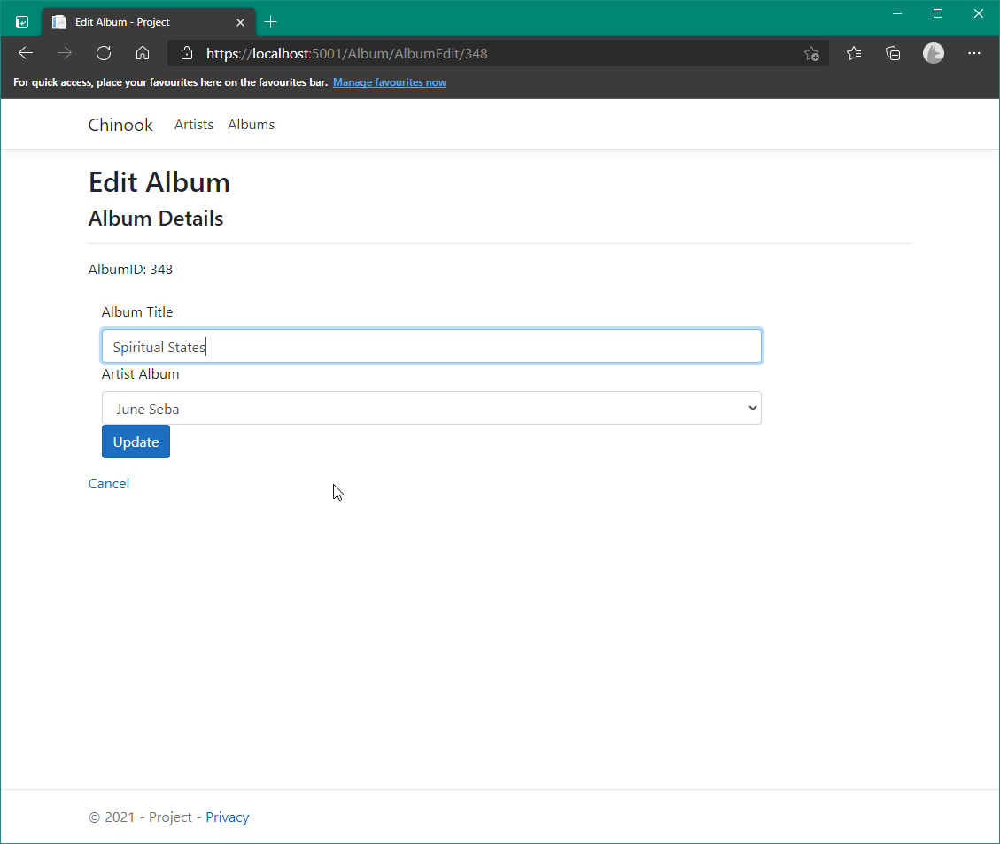 Edit Album - Project
https://localhost:5001/Album/AlbumEdit/348
For quick access, place your favourites here on the favourites bar. Manage favourites now
Chinook Artists Albums
Edit Album
Album Details
AlbumID: 348
Album Title
Spiritual States
Artist Album
June Seba
Update
Cancel
© 2021 - Project - Privacy